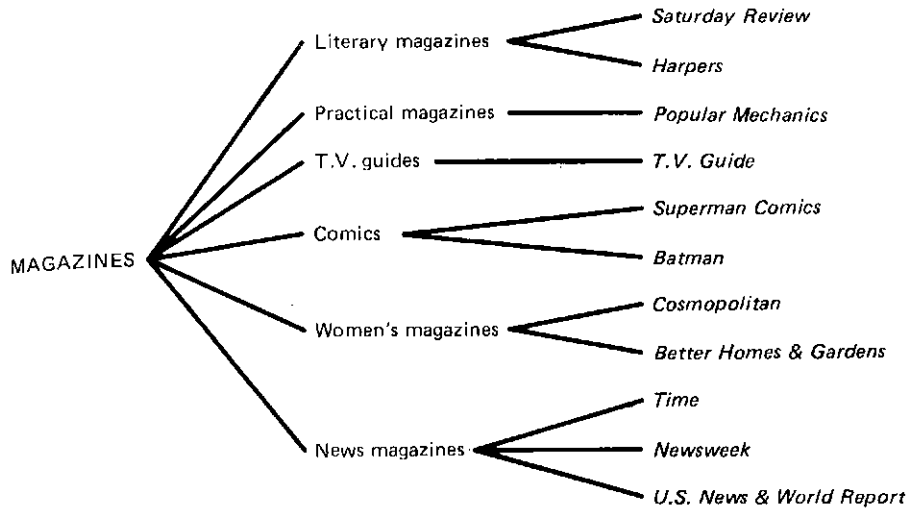 Saturday Review
Literary magazines
Harpers
Practical magazines
Popular Mechanics
T.V. guides
T.V. Guide
Superman Comics
Comics
Batman
MAGAZINES
Cosmopolitan
Women's magazines
Better Homes & Gardens
Time
News magazines
Newsweek
U.S. News & World Report